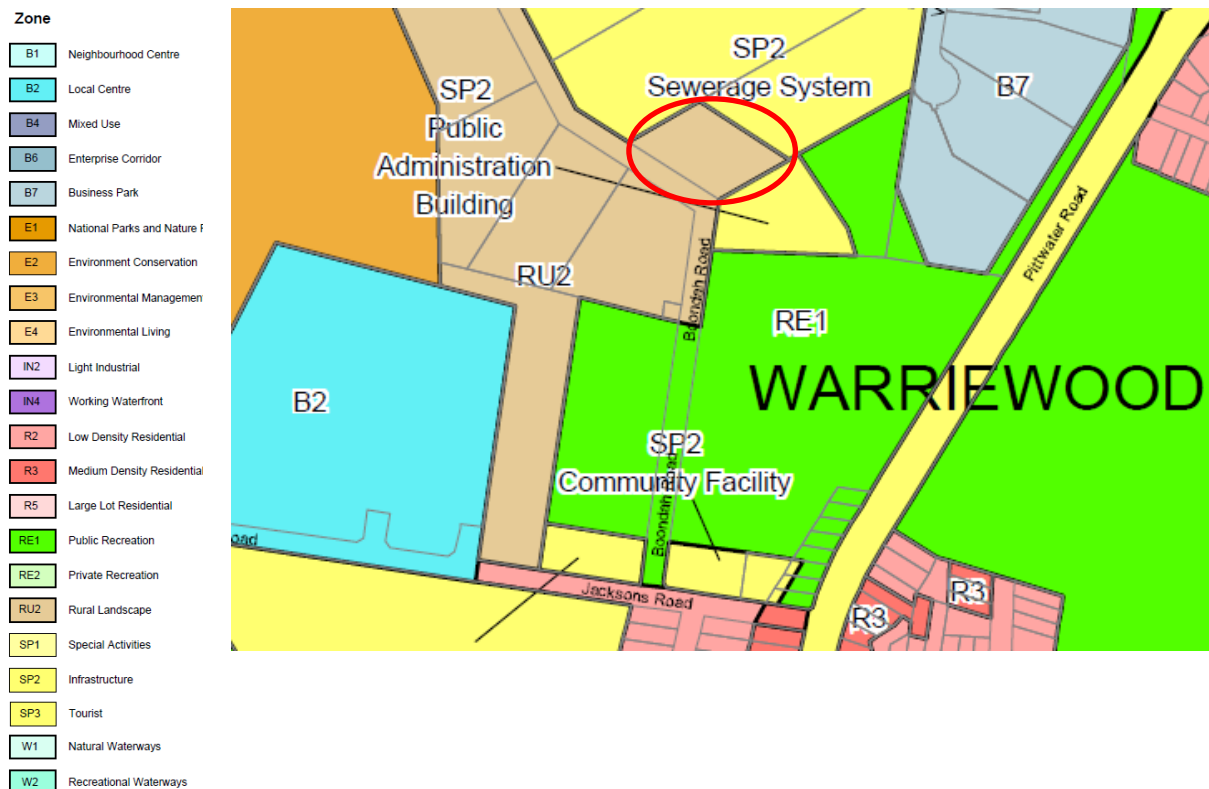 Zone
B1 Neighbourhood Centre
B2 Local Centre
B4 Mixed Use
B6 Enterprise Corridor
B7 Business Park
E1 National Parks and Nature
E2 Environment Conservation
E3 Environmental Managemen
E4 Environmental Living
IN2 Light Industrial
IN4 Working Waterfront
R2 Low Density Residential
R3 Medium Density Residential
R5 Large Lot Residential
RE1 Public Recreation
RE2 Private Recreation
RU2 Rural Landscape
SP1 Special Activities
SP2 Infrastructure
SP3 Tourist
W1 Natural Waterways
W2 Recreational Waterways
SP2
Sewerage System
B7
SP2
Public
Administration
Building
RU2
Boondah Road
Pittwater Road
RE1
WARRIEWOOD
B2
SP2
Community Facility
Boondah Road
oad
Jacksons Road
R3
R3